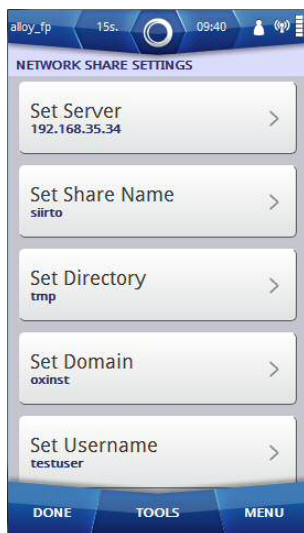 alloy_fp 15s. 09:40
NETWORK SHARE SETTINGS
Set Server
192.168.35.34
Set Share Name
siirto
Set Directory
tmp
Set Domain
oxinst
Set Username
testuser
DONE TOOLS MENU